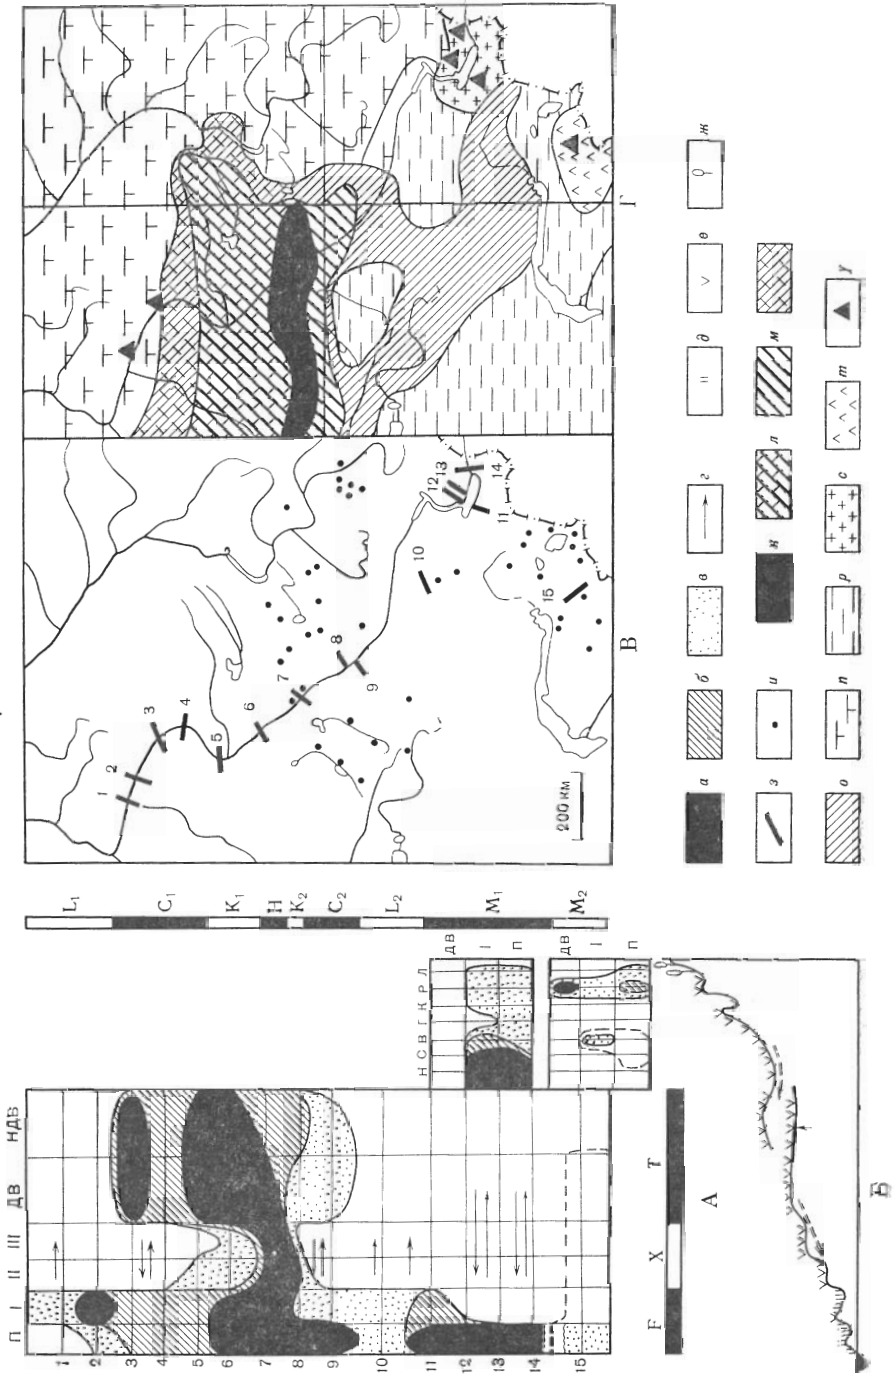 1 2 3 4 5 6 7 8 9 10 11 12 13 14 15
П I II III ДВ НДВ
F X T
А
Н С В Г К Р Л
ДВ I П
ДВ I П
L₁ C₁ K₁ H K₂ C₂ L₂ M₁ M₂
Б
1 2 3 4 5 6 7 8 9 10 11 12 13 14 15
200 км
В
Г
а б в г д е ж
з и к л м
о п р с т у